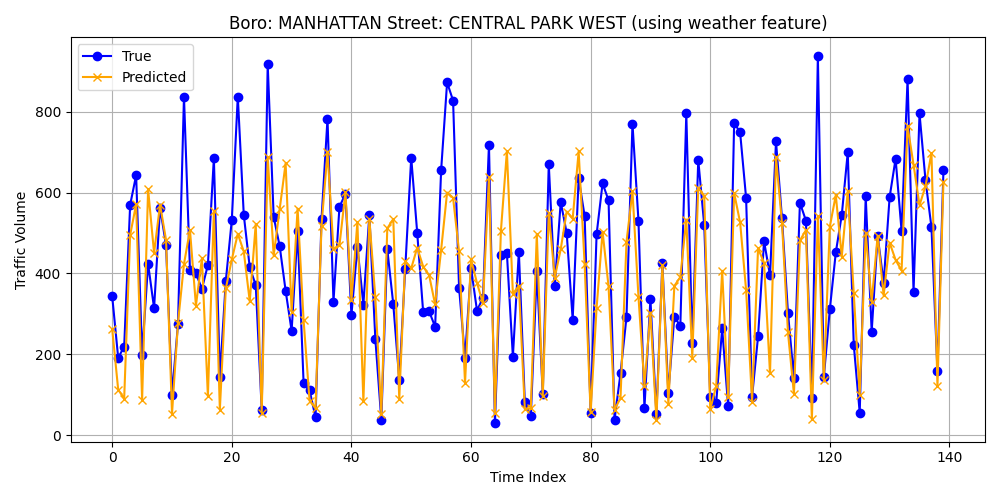 Boro: MANHATTAN Street: CENTRAL PARK WEST (using weather feature)
True
Predicted
Traffic Volume
800
600
400
200
0
0 20 40 60 80 100 120 140
Time Index